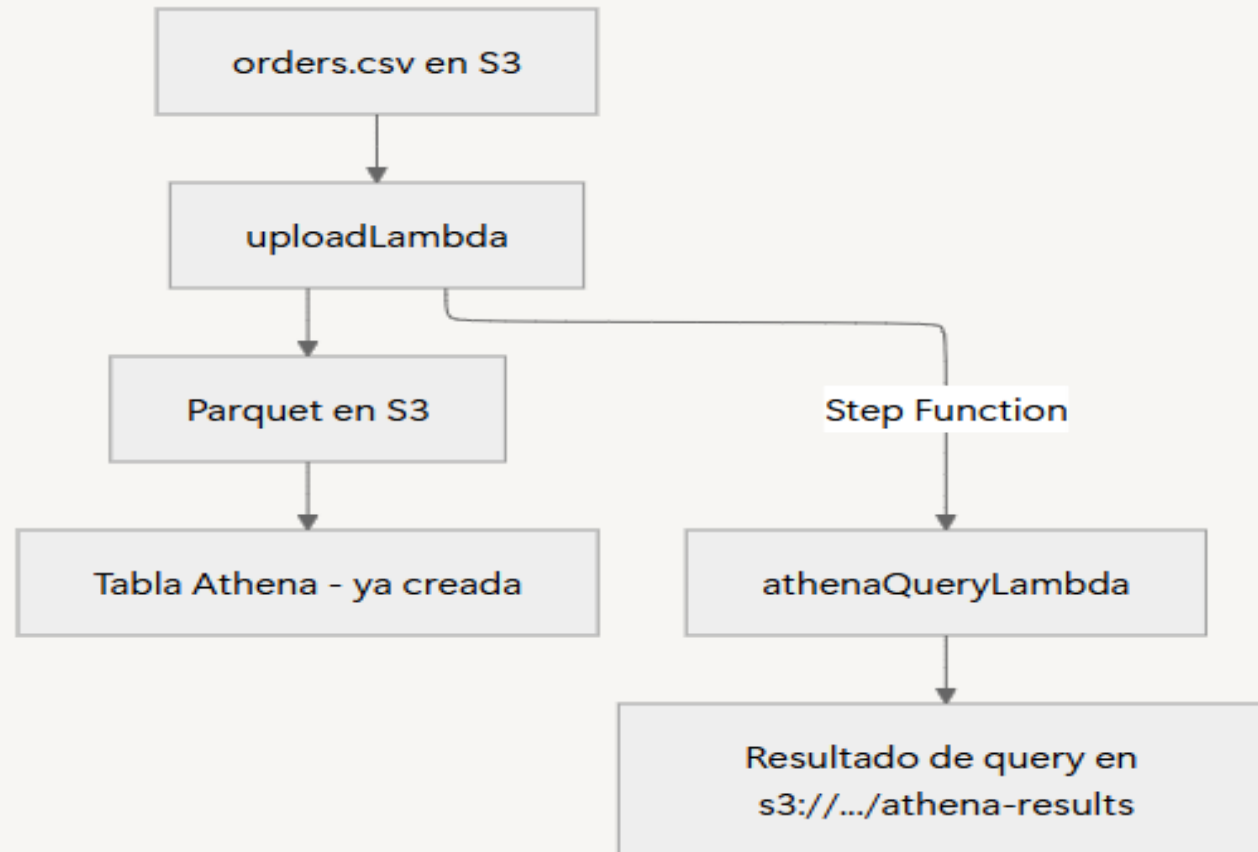 orders.csv en S3
uploadLambda
Parquet en S3
Step Function
Tabla Athena - ya creada
athenaQueryLambda
Resultado de query en
s3://.../athena-results